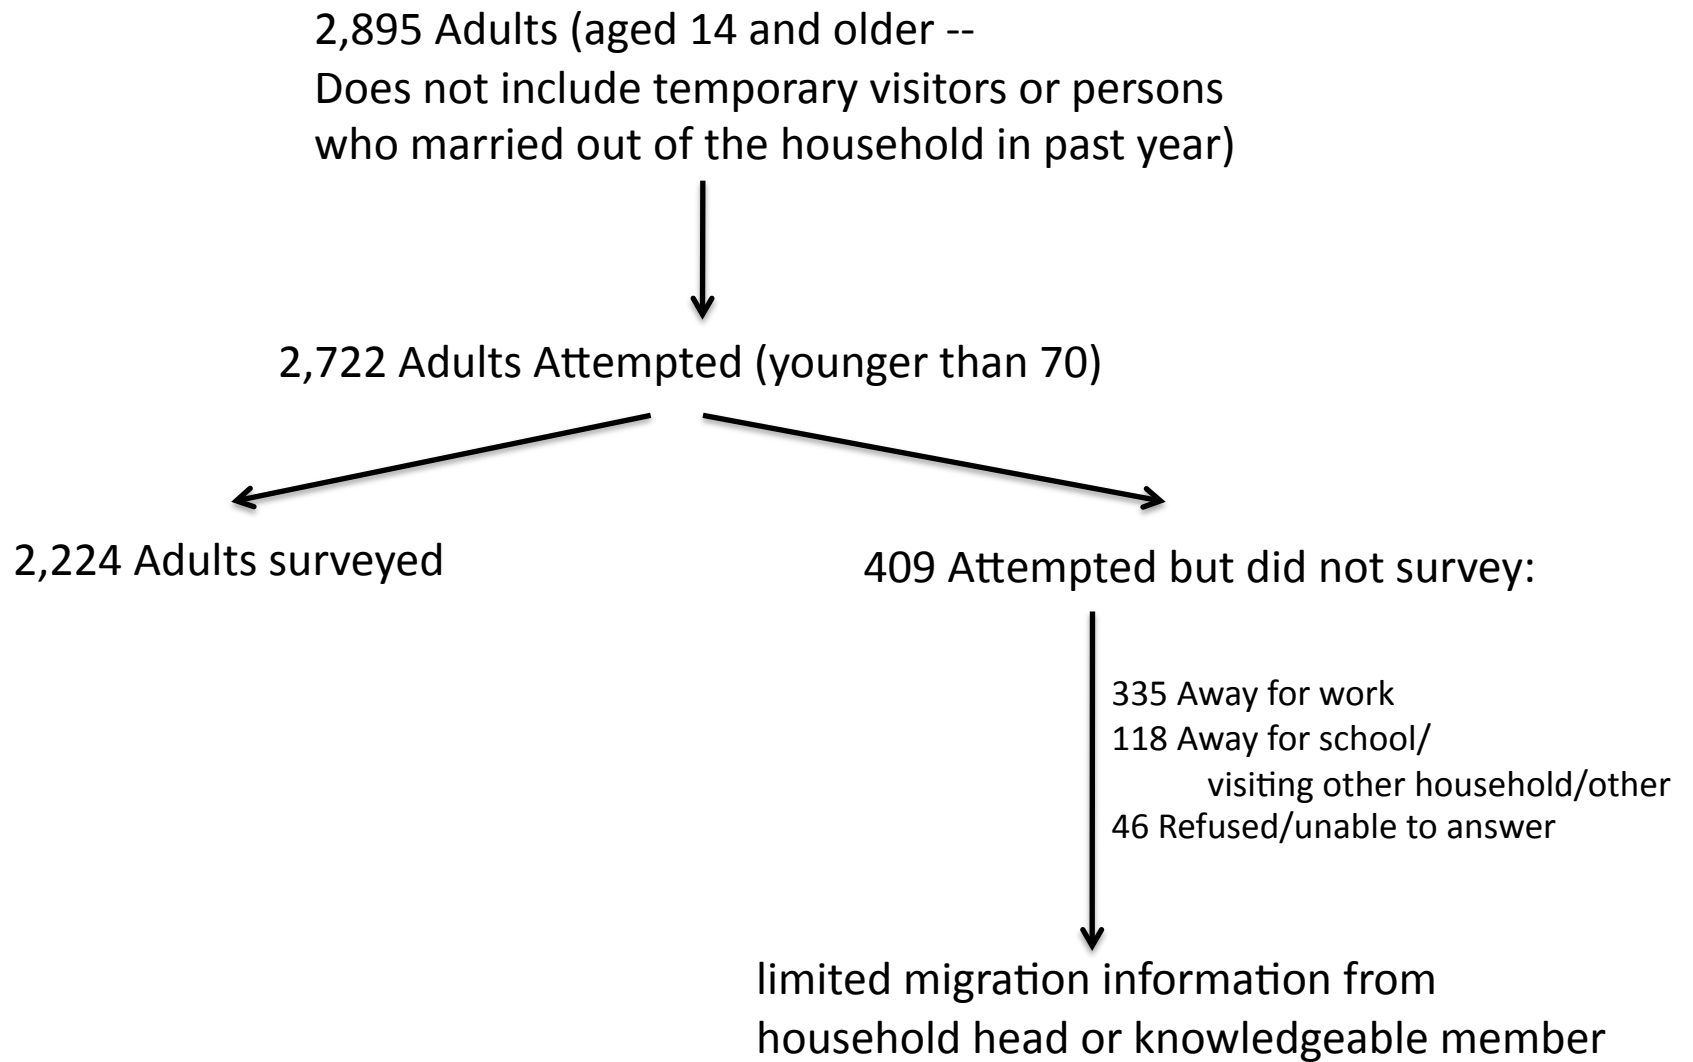 2,895 Adults (aged 14 and older --
Does not include temporary visitors or persons
who married out of the household in past year)
2,722 Adults Attempted (younger than 70)
2,224 Adults surveyed
409 Attempted but did not survey:
335 Away for work
118 Away for school/
visiting other household/other
46 Refused/unable to answer
limited migration information from
household head or knowledgeable member